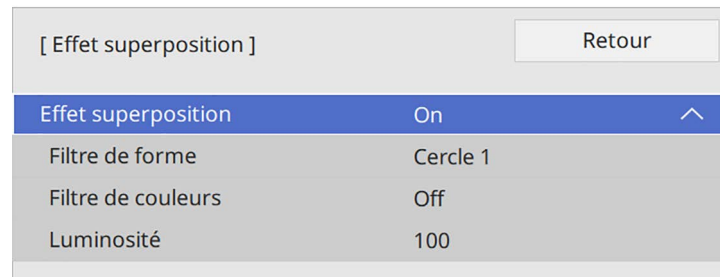 [ Effet superposition ] Retour
Effet superposition On
Filtre de forme Cercle 1
Filtre de couleurs Off
Luminosité 100